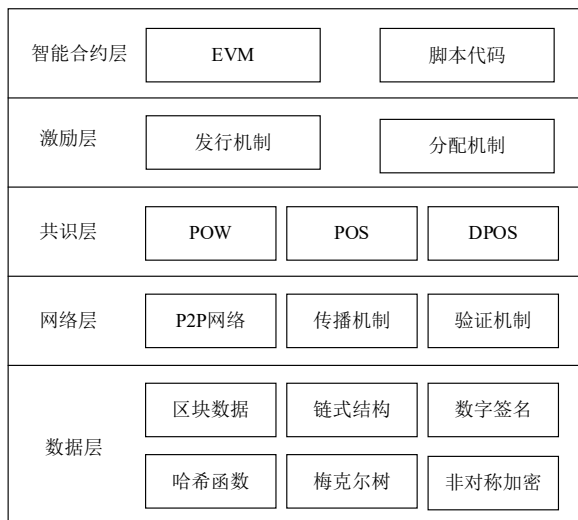 智能合约层 EVM 脚本代码
激励层 发行机制 分配机制
共识层 POW POS DPOS
网络层 P2P网络 传播机制 验证机制
区块数据 链式结构 数字签名
数据层
哈希函数 梅克尔树 非对称加密